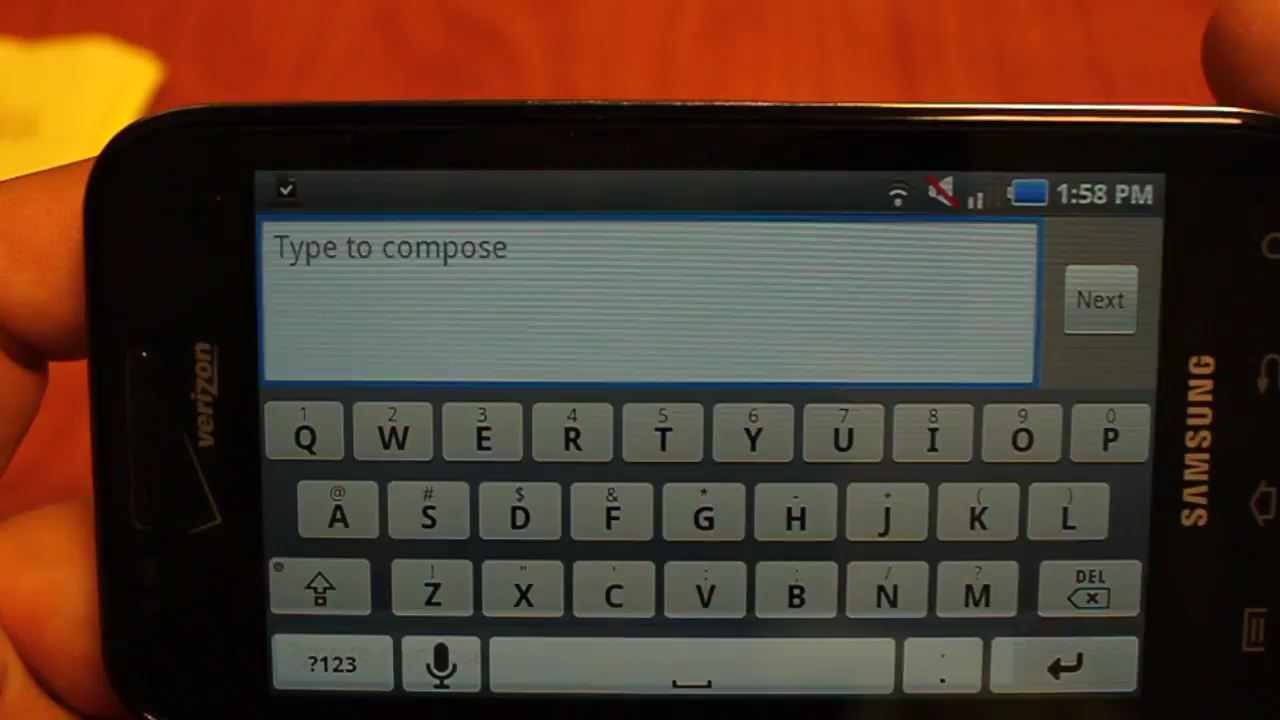 1:58 PM
Type to compose
Next
verizon
SAMSUNG
1 2 3 4 5 6 7 8 9 0
Q W E R T Y U I O P
@ # $ & * - + ( )
A S D F G H J K L
! " ' : ; / ?
Z X C V B N M
DEL
?123 .